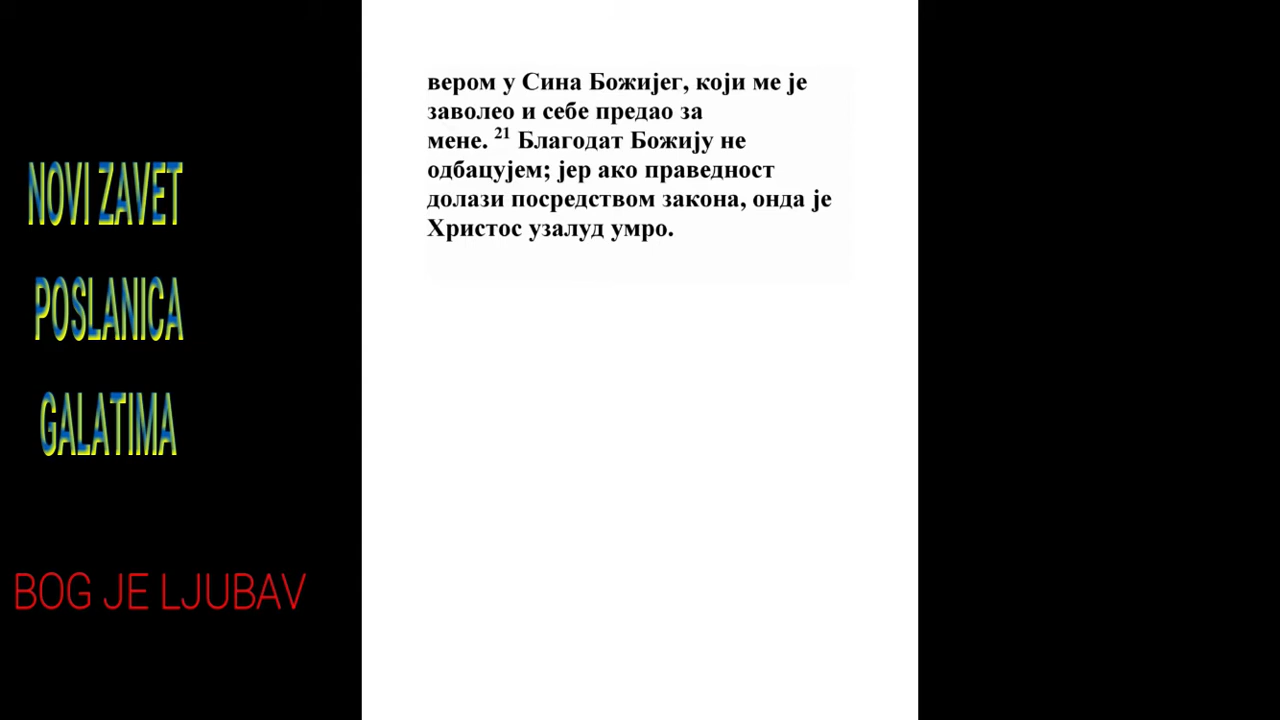 NOVI ZAVET
POSLANICA
GALATIMA
BOG JE LJUBAV
вером у Сина Божијег, који ме је
заволео и себе предао за
мене. 21 Благодат Божију не
одбацујем; јер ако праведност
долази посредством закона, онда је
Христос узалуд умро.